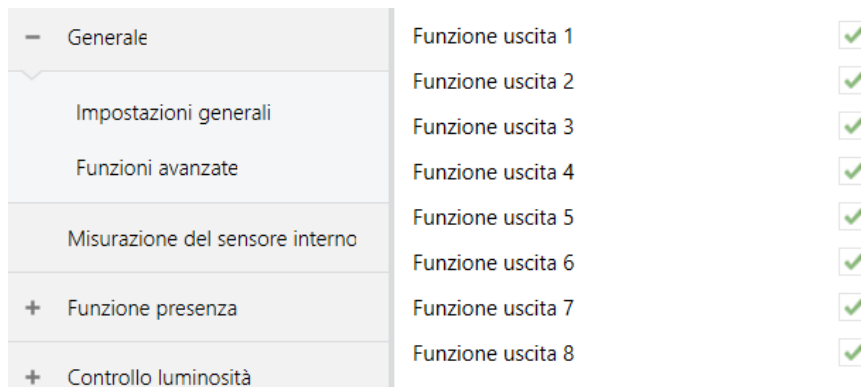 Generale
Impostazioni generali
Funzioni avanzate
Misurazione del sensore interno
Funzione presenza
Controllo luminosità
Funzione uscita 1
Funzione uscita 2
Funzione uscita 3
Funzione uscita 4
Funzione uscita 5
Funzione uscita 6
Funzione uscita 7
Funzione uscita 8